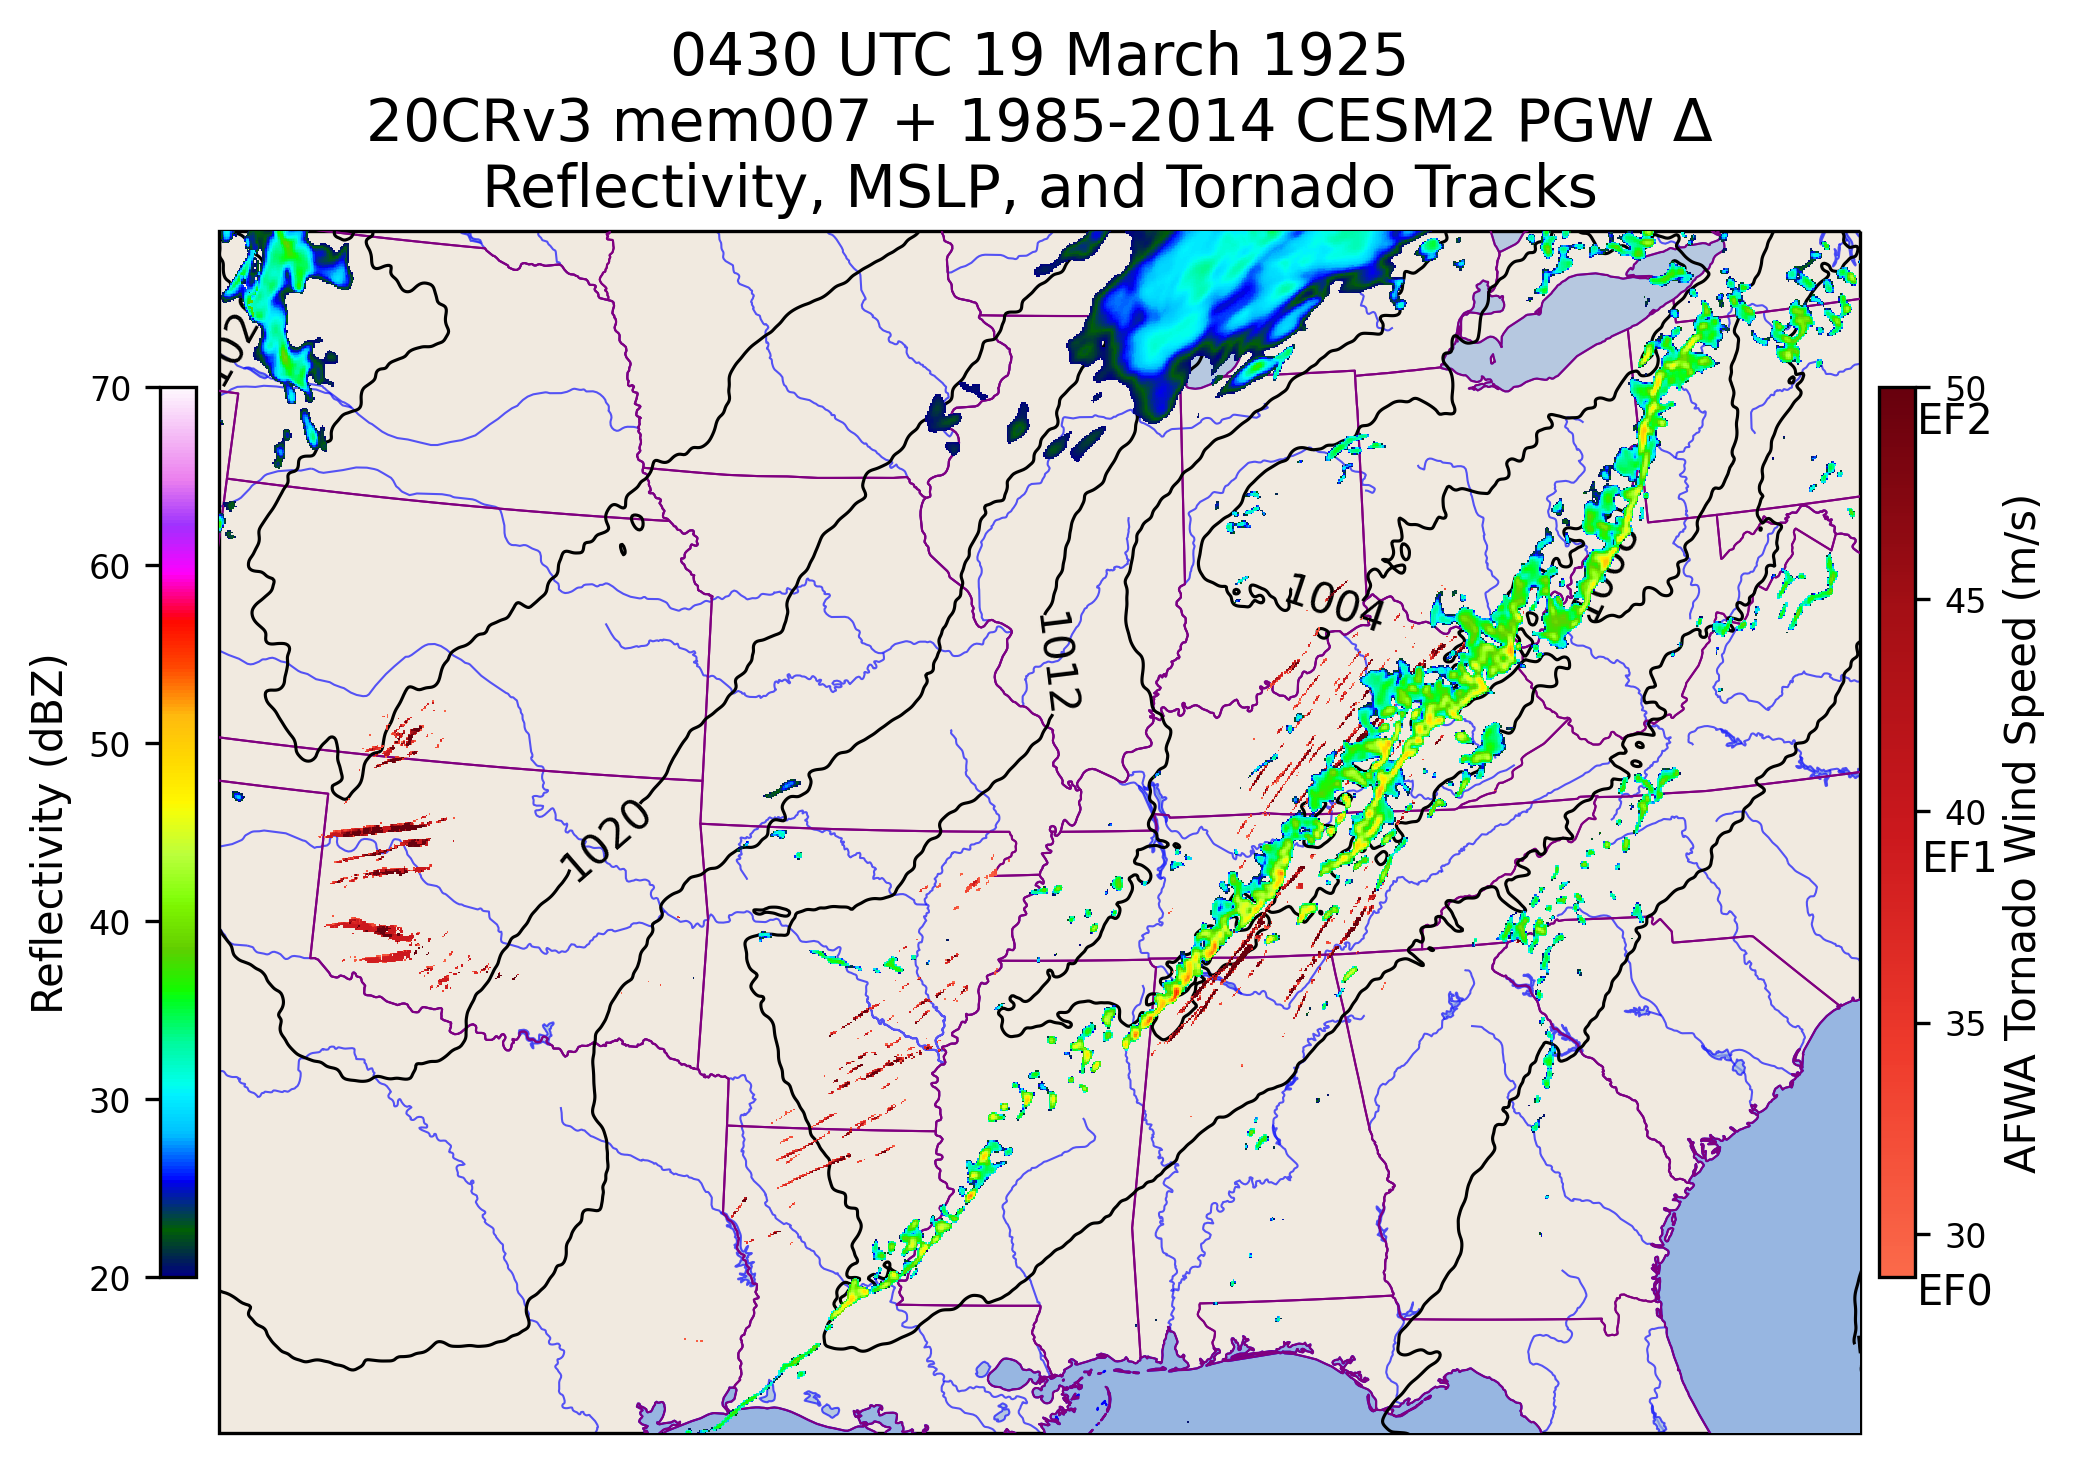 0430 UTC 19 March 1925
20CRv3 mem007 + 1985-2014 CESM2 PGW Δ
Reflectivity, MSLP, and Tornado Tracks
Reflectivity (dBZ)
70
60
50
40
30
20
102
1004
1012
1020
50
EF2
45
40
EF1
35
30
EF0
AFWA Tornado Wind Speed (m/s)